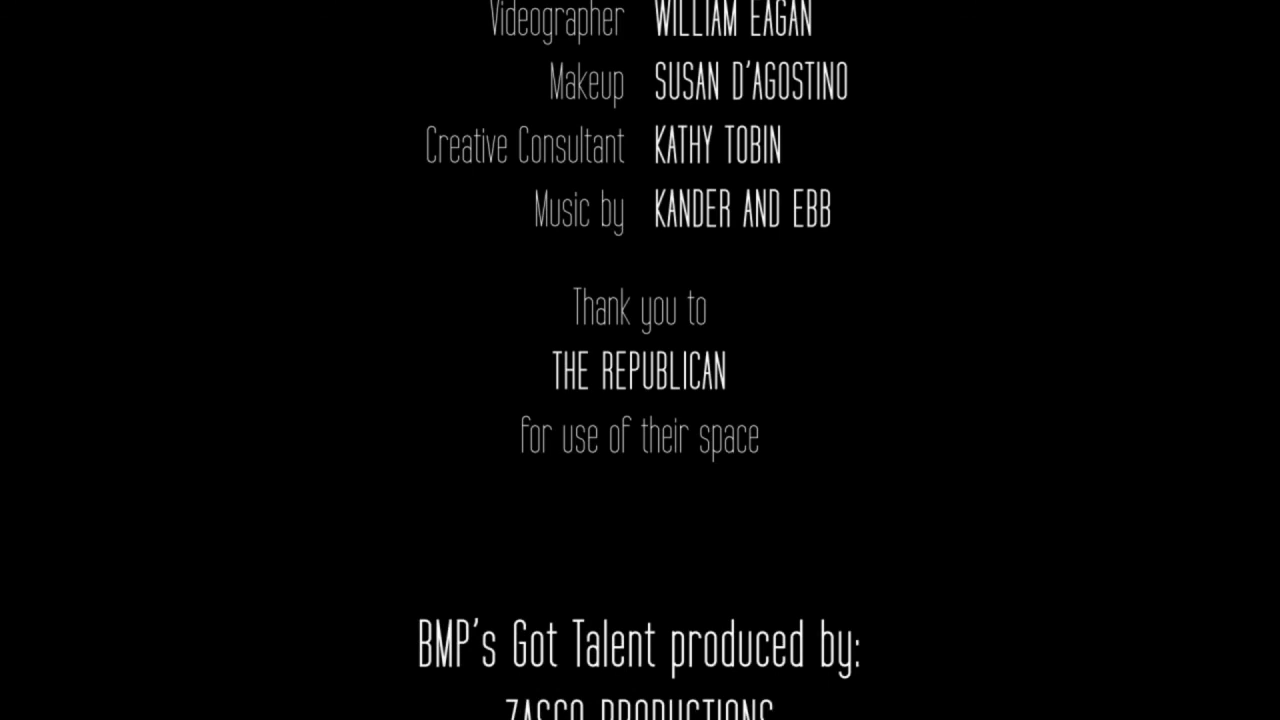 Videographer WILLIAM EAGAN
Makeup SUSAN D'AGOSTINO
Creative Consultant KATHY TOBIN
Music by KANDER AND EBB
Thank you to
THE REPUBLICAN
for use of their space
BMP's Got Talent produced by:
ZASCO PRODUCTIONS